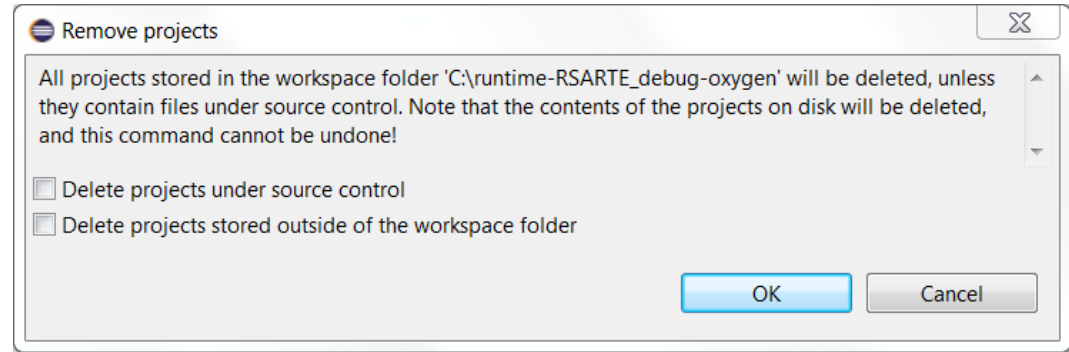 Remove projects
All projects stored in the workspace folder 'C:\runtime-RSARTE_debug-oxygen' will be deleted, unless
they contain files under source control. Note that the contents of the projects on disk will be deleted,
and this command cannot be undone!
Delete projects under source control
Delete projects stored outside of the workspace folder
OK
Cancel